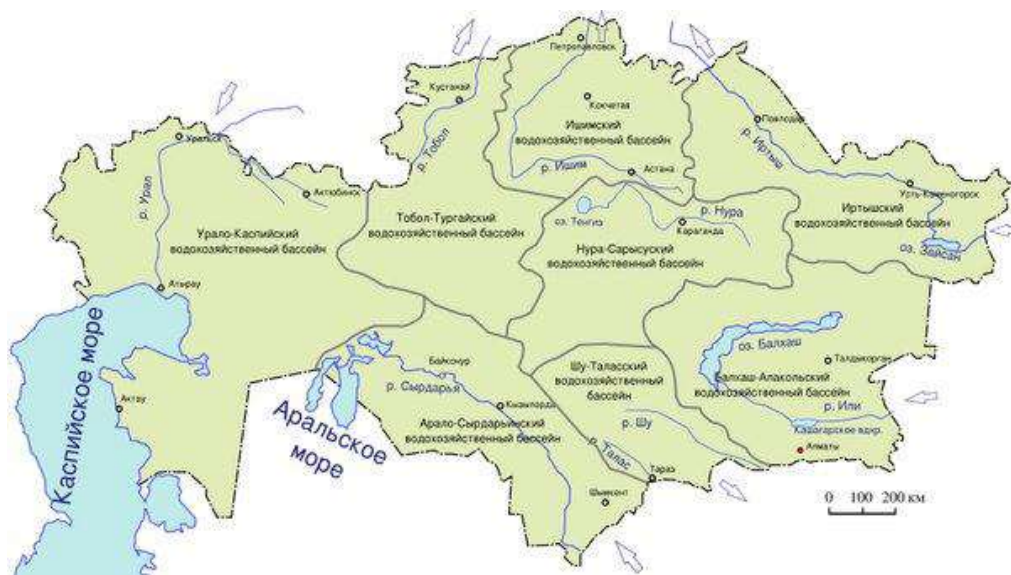 Петропавловск
Кустанай
Кокчетав
р. Тобол
Ишимский
водохозяйственный бассейн
р. Ишим
Астана
Павлодар
р. Иртыш
Усть-Каменогорск
Иртышский
водохозяйственный бассейн
оз. Зайсан
Уральск
Актюбинск
р. Урал
Урало-Каспийский
водохозяйственный бассейн
Атырау
Тобол-Тургайский
водохозяйственный бассейн
оз. Тенгиз
р. Нура
Караганда
Нура-Сарысуский
водохозяйственный бассейн
Каспийское море
Актау
Аральское
море
Байконур
р. Сырдарья
Кызылорда
Арало-Сырдарьинский
водохозяйственный бассейн
Шу-Таласский
водохозяйственный
бассейн
р. Шу
р. Талас
Тараз
Шымкент
оз. Балхаш
Талдыкорган
Балхаш-Алакольский
водохозяйственный бассейн
р. Или
Капчагарское вдхр.
Алматы
0 100 200 км